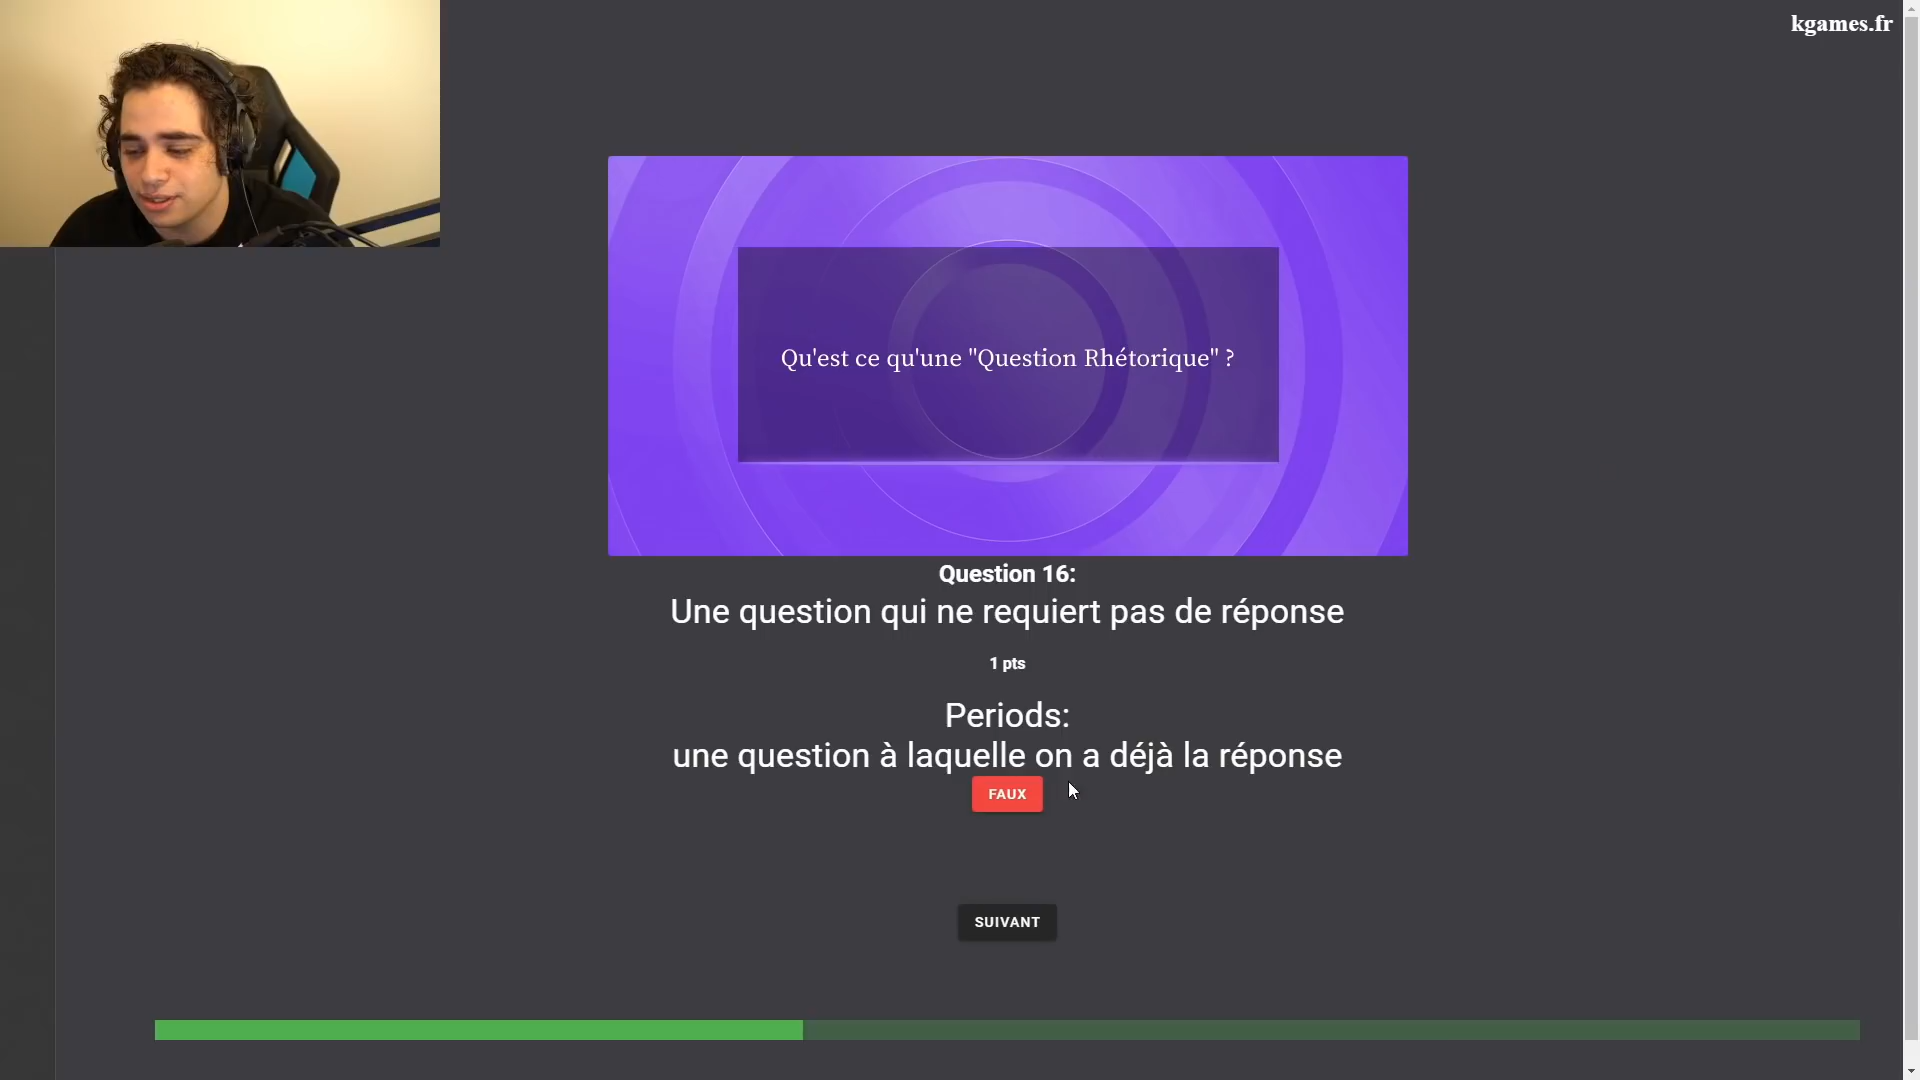 kgames.fr
Qu'est ce qu'une "Question Rhétorique" ?
Question 16:
Une question qui ne requiert pas de réponse
1 pts
Periods:
une question à laquelle on a déjà la réponse
FAUX
SUIVANT